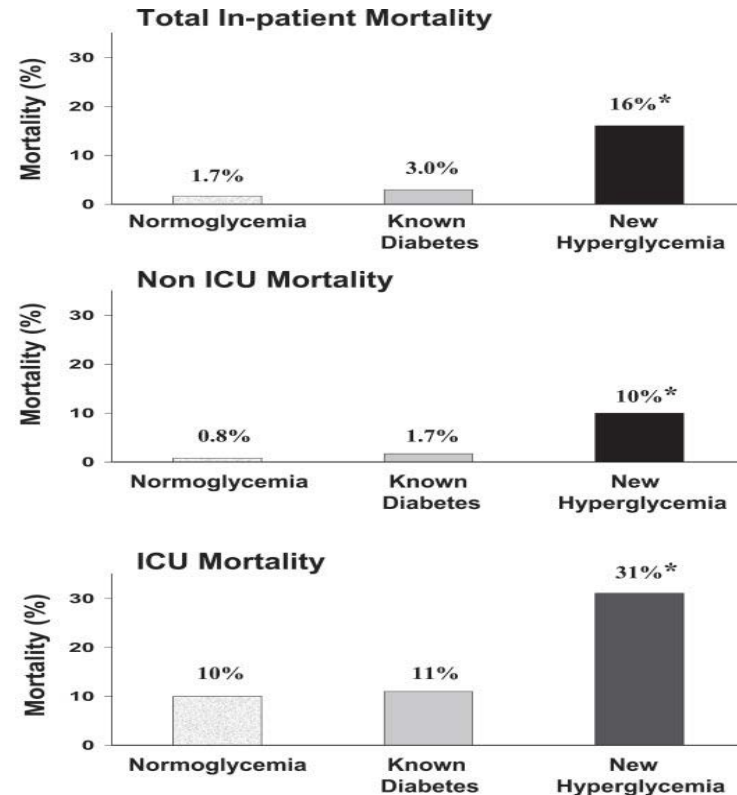 Total In-patient Mortality
Mortality (%)
30
20
10
0
1.7%
3.0%
16%*
Normoglycemia
Known
Diabetes
New
Hyperglycemia
Non ICU Mortality
Mortality (%)
30
20
10
0
0.8%
1.7%
10%*
Normoglycemia
Known
Diabetes
New
Hyperglycemia
ICU Mortality
Mortality (%)
30
20
10
0
10%
11%
31%*
Normoglycemia
Known
Diabetes
New
Hyperglycemia